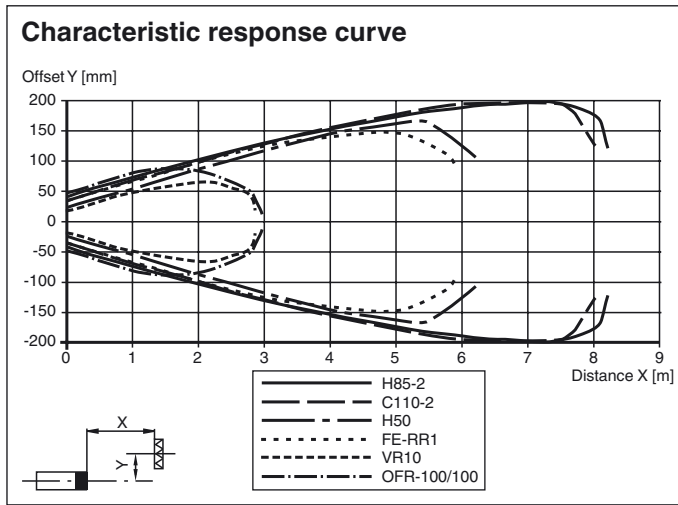 Characteristic response curve
Offset Y [mm]
200
150
100
50
0
-50
-100
-150
-200
0 1 2 3 4 5 6 7 8 9
Distance X [m]
H85-2
C110-2
H50
FE-RR1
VR10
OFR-100/100
X
Y